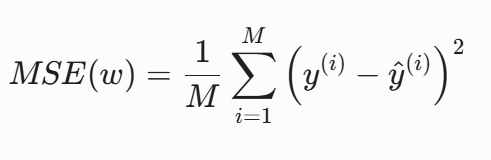 MSE(w) = \frac{1}{M} \sum_{i=1}^{M} \left( y^{(i)} - \hat{y}^{(i)} \right)^2